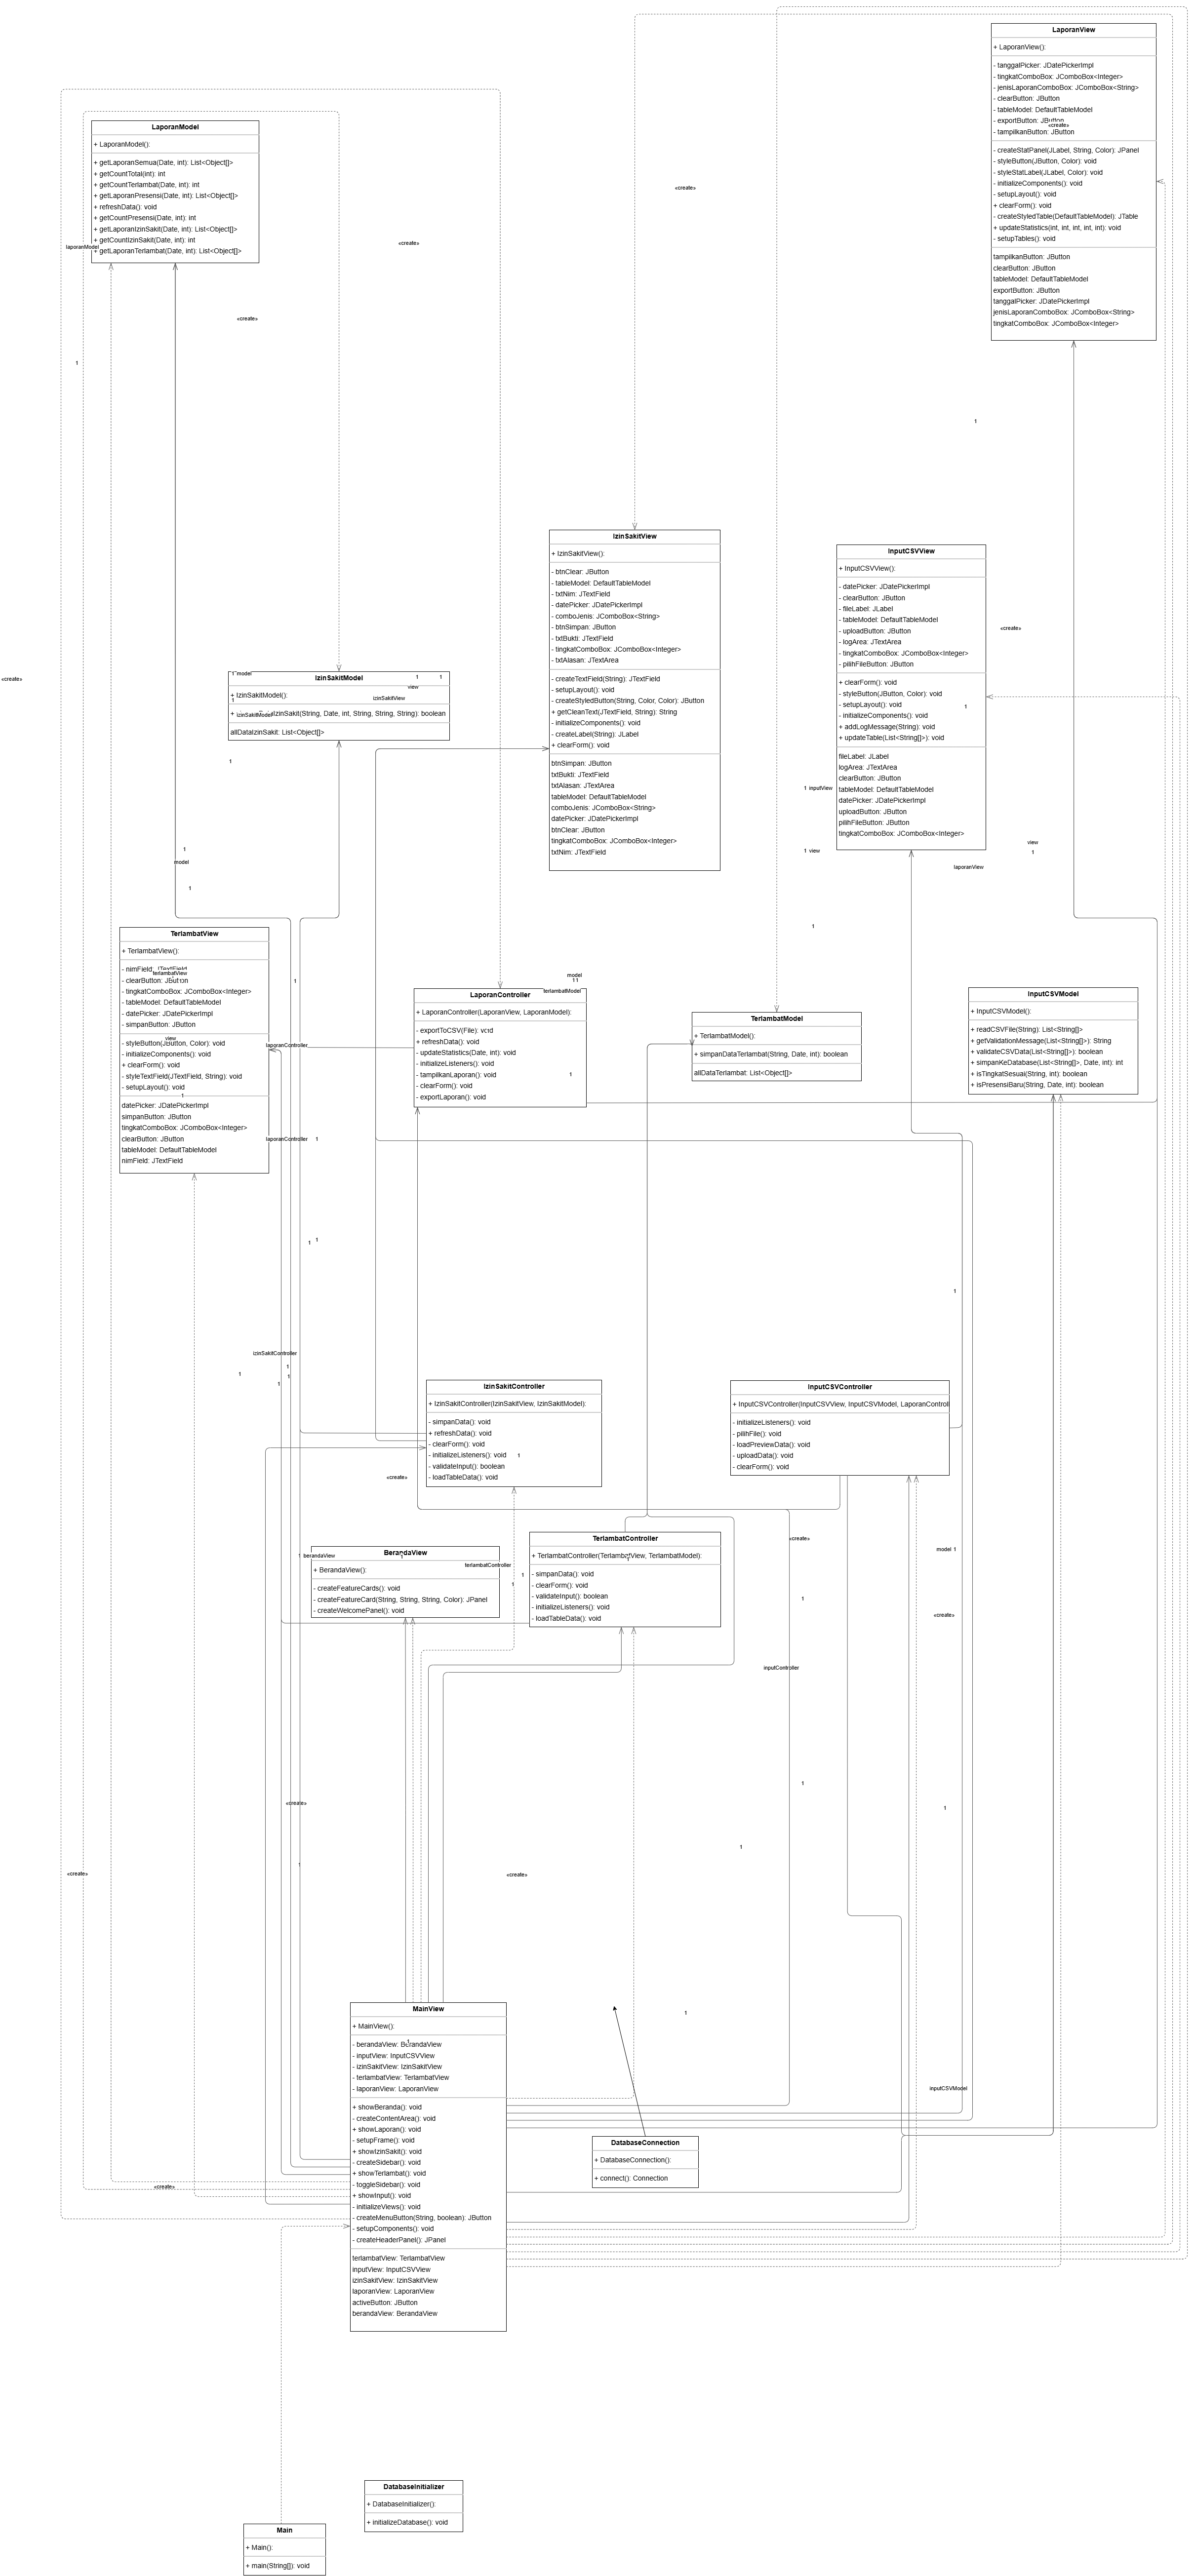 LaporanView
+ LaporanView():
- tanggalPicker: JDatePickerImpl
- tingkatComboBox: JComboBox<Integer>
- jenisLaporanComboBox: JComboBox<String>
- clearButton: JButton
- tableModel: DefaultTableModel
- exportButton: JButton
«create»
- tampilkanButton: JButton
- createStatPanel(JLabel, String, Color): JPanel
- styleButton(JButton, Color): void
- styleStatLabel(JLabel, Color): void
- initializeComponents(): void
- setupLayout(): void
+ clearForm(): void
- createStyledTable(DefaultTableModel): JTable
+ updateStatistics(int, int, int, int, int): void
- setupTables(): void
tampilkanButton: JButton
clearButton: JButton
tableModel: DefaultTableModel
exportButton: JButton
tanggalPicker: JDatePickerImpl
jenisLaporanComboBox: JComboBox<String>
tingkatComboBox: JComboBox<Integer>
LaporanModel
+ LaporanModel():
+ getLaporanSemua(Date, int): List<Object[]>
+ getCountTotal(int): int
+ getCountTerlambat(Date, int): int
+ getLaporanPresensi(Date, int): List<Object[]>
+ refreshData(): void
+ getCountPresensi(Date, int): int
+ getLaporanIzinSakit(Date, int): List<Object[]>
+ getCountIzinSakit(Date, int): int
+ getLaporanTerlambat(Date, int): List<Object[]>
laporanModel
«create»
«create»
«create»
1
1
IzinSakitView
+ IzinSakitView():
- btnClear: JButton
- tableModel: DefaultTableModel
- txtNim: JTextField
- datePicker: JDatePickerImpl
- comboJenis: JComboBox<String>
- btnSimpan: JButton
- txtBukti: JTextField
- tingkatComboBox: JComboBox<Integer>
- txtAlasan: JTextArea
- createTextField(String): JTextField
- setupLayout(): void
- createStyledButton(String, Color, Color): JButton
+ getCleanText(JTextField, String): String
- initializeComponents(): void
- createLabel(String): JLabel
+ clearForm(): void
btnSimpan: JButton
txtBukti: JTextField
txtAlasan: JTextArea
tableModel: DefaultTableModel
comboJenis: JComboBox<String>
datePicker: JDatePickerImpl
btnClear: JButton
tingkatComboBox: JComboBox<Integer>
txtNim: JTextField
InputCSVView
+ InputCSVView():
- datePicker: JDatePickerImpl
- clearButton: JButton
- fileLabel: JLabel
- tableModel: DefaultTableModel
- uploadButton: JButton
- logArea: JTextArea
- tingkatComboBox: JComboBox<Integer>
- pilihFileButton: JButton
+ clearForm(): void
- styleButton(JButton, Color): void
- setupLayout(): void
- initializeComponents(): void
+ addLogMessage(String): void
+ updateTable(List<String[]>): void
fileLabel: JLabel
logArea: JTextArea
clearButton: JButton
tableModel: DefaultTableModel
datePicker: JDatePickerImpl
uploadButton: JButton
pilihFileButton: JButton
tingkatComboBox: JComboBox<Integer>
«create»
1
«create»
1 model
IzinSakitModel
1 1
view
+ IzinSakitModel():
izinSakitView
1
izinSakitModel
IzinSakit(String, Date, int, String, String, String): boolean
allDataIzinSakit: List<Object[]>
1
1 inputView
1 view
view
1
laporanView
1
model
1
1
TerlambatView
+ TerlambatView():
- nimField: JTextField
terlambatView
- clearButton: JButton
- tingkatComboBox: JComboBox<Integer>
- tableModel: DefaultTableModel
- datePicker: JDatePickerImpl
- simpanButton: JButton
view
- styleButton(JButton, Color): void
- initializeComponents(): void
+ clearForm(): void
- styleTextField(JTextField, String): void
- setupLayout(): void
1
datePicker: JDatePickerImpl
simpanButton: JButton
tingkatComboBox: JComboBox<Integer>
clearButton: JButton
tableModel: DefaultTableModel
nimField: JTextField
1
laporanController
laporanController 1
model
1 1
terlambatModel
LaporanController
+ LaporanController(LaporanView, LaporanModel):
- exportToCSV(File): void
+ refreshData(): void
- updateStatistics(Date, int): void
- initializeListeners(): void
- tampilkanLaporan(): void
1
- clearForm(): void
- exportLaporan(): void
TerlambatModel
+ TerlambatModel():
+ simpanDataTerlambat(String, Date, int): boolean
allDataTerlambat: List<Object[]>
InputCSVModel
+ InputCSVModel():
+ readCSVFile(String): List<String[]>
+ getValidationMessage(List<String[]>): String
+ validateCSVData(List<String[]>): boolean
+ simpanKeDatabase(List<String[]>, Date, int): int
+ isTingkatSesuai(String, int): boolean
+ isPresensiBaru(String, Date, int): boolean
1 1
1
izinSakitController
1
1
1
1
IzinSakitController
+ IzinSakitController(IzinSakitView, IzinSakitModel):
- simpanData(): void
+ refreshData(): void
- clearForm(): void
- initializeListeners(): void
1
- validateInput(): boolean
- loadTableData(): void
«create»
InputCSVController
+ InputCSVController(InputCSVView, InputCSVModel, LaporanControl
- initializeListeners(): void
- pilihFile(): void
- loadPreviewData(): void
- uploadData(): void
- clearForm(): void
1 berandaView
BerandaView
1
+ BerandaView():
- createFeatureCards(): void
- createFeatureCard(String, String, String, Color): JPanel
- createWelcomePanel(): void
terlambatController
1
1
TerlambatController
+ TerlambatController(TerlambatView, TerlambatModel):
1
- simpanData(): void
- clearForm(): void
- validateInput(): boolean
- initializeListeners(): void
- loadTableData(): void
«create»
model 1
1
«create»
inputController
1
«create»
1
1
1
«create»
«create»
1
MainView
+ MainView():
1
- berandaView: BerandaView
- inputView: InputCSVView
- izinSakitView: IzinSakitView
- terlambatView: TerlambatView
- laporanView: LaporanView
+ showBeranda(): void
- createContentArea(): void
+ showLaporan(): void
- setupFrame(): void
+ showIzinSakit(): void
- createSidebar(): void
+ showTerlambat(): void
- toggleSidebar(): void
+ showInput(): void
- initializeViews(): void
- createMenuButton(String, boolean): JButton
- setupComponents(): void
- createHeaderPanel(): JPanel
terlambatView: TerlambatView
inputView: InputCSVView
izinSakitView: IzinSakitView
laporanView: LaporanView
activeButton: JButton
berandaView: BerandaView
«create»
inputCSVModel
DatabaseConnection
+ DatabaseConnection():
+ connect(): Connection
DatabaseInitializer
+ DatabaseInitializer():
+ initializeDatabase(): void
Main
+ Main():
+ main(String[]): void